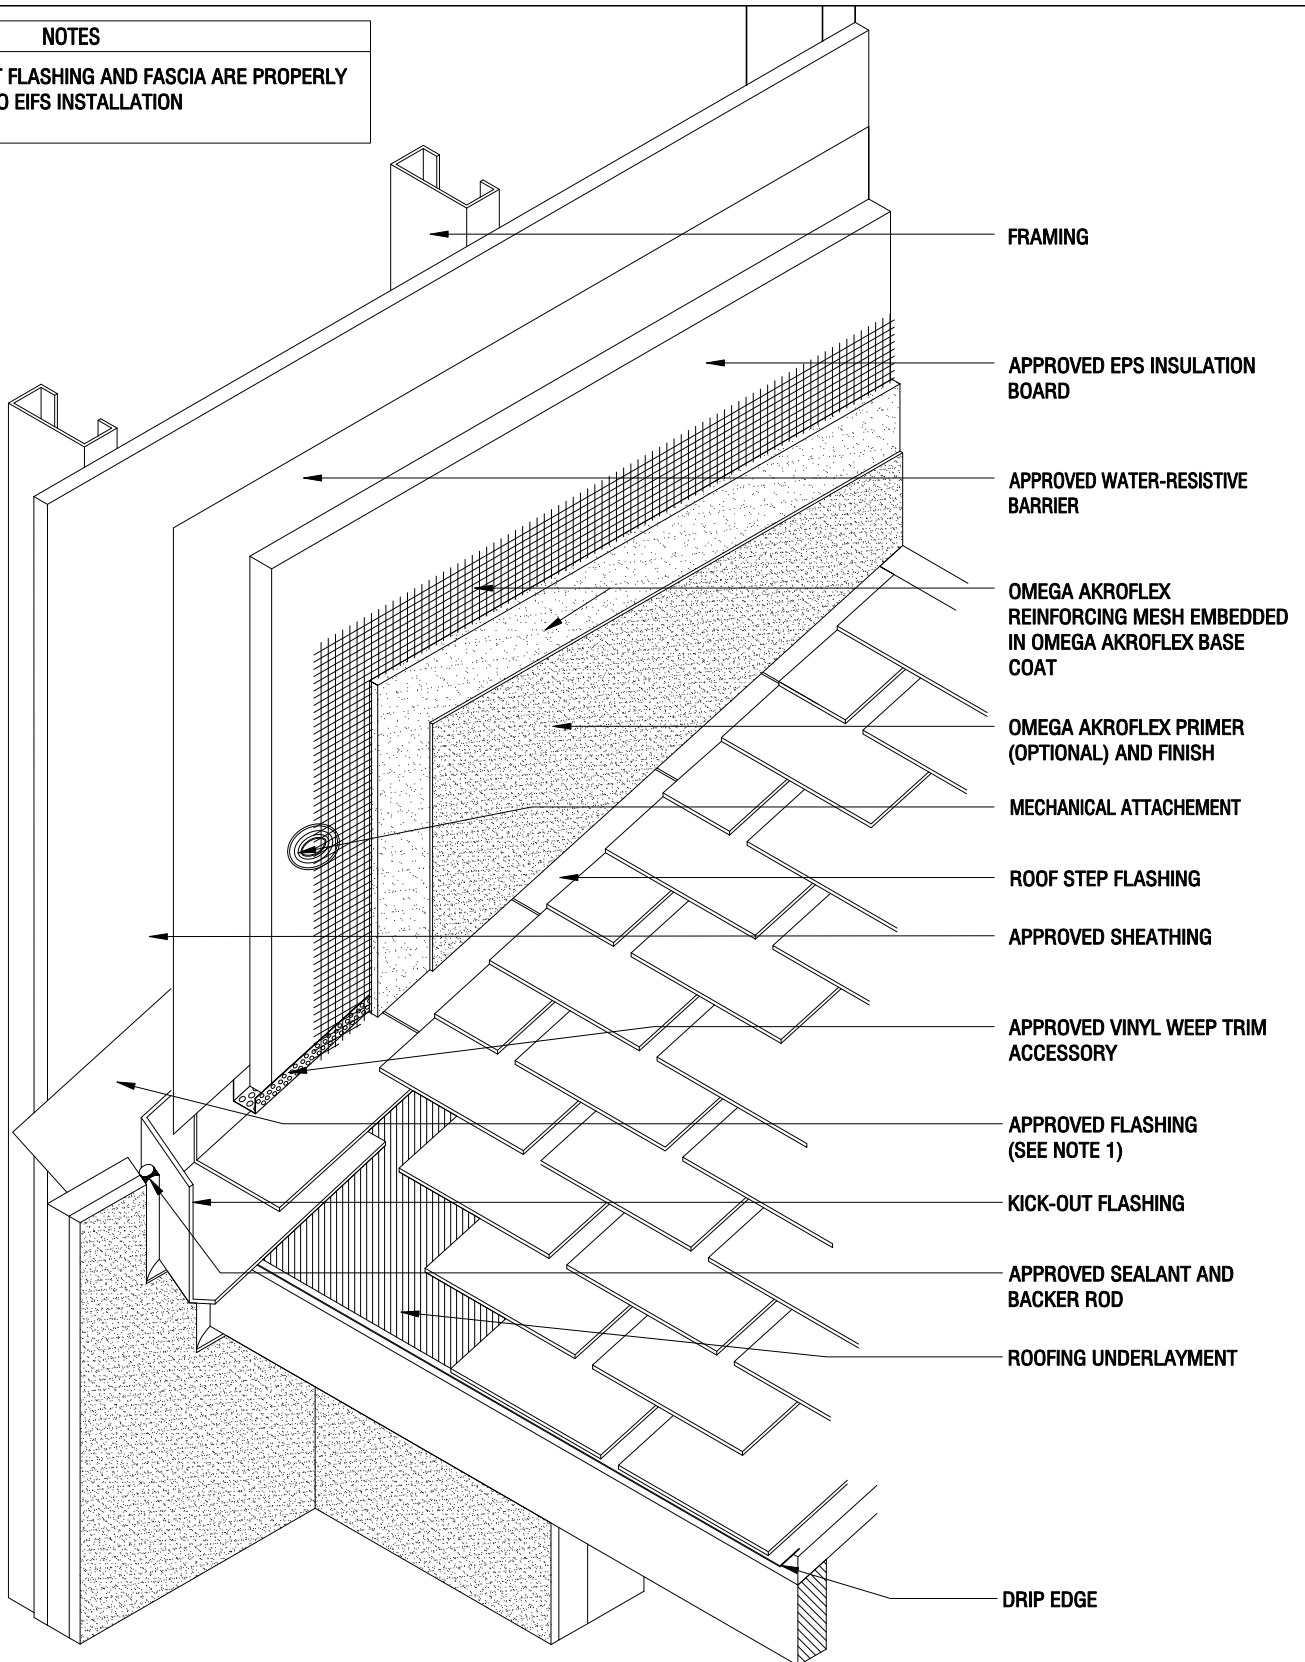 NOTES
FLASHING AND FASCIA ARE PROPERLY
EIFS INSTALLATION
FRAMING
APPROVED EPS INSULATION
BOARD
APPROVED WATER-RESISTIVE
BARRIER
OMEGA AKROFLEX
REINFORCING MESH EMBEDDED
IN OMEGA AKROFLEX BASE
COAT
OMEGA AKROFLEX PRIMER
(OPTIONAL) AND FINISH
MECHANICAL ATTACHEMENT
ROOF STEP FLASHING
APPROVED SHEATHING
APPROVED VINYL WEEP TRIM
ACCESSORY
APPROVED FLASHING
(SEE NOTE 1)
KICK-OUT FLASHING
APPROVED SEALANT AND
BACKER ROD
ROOFING UNDERLAYMENT
DRIP EDGE